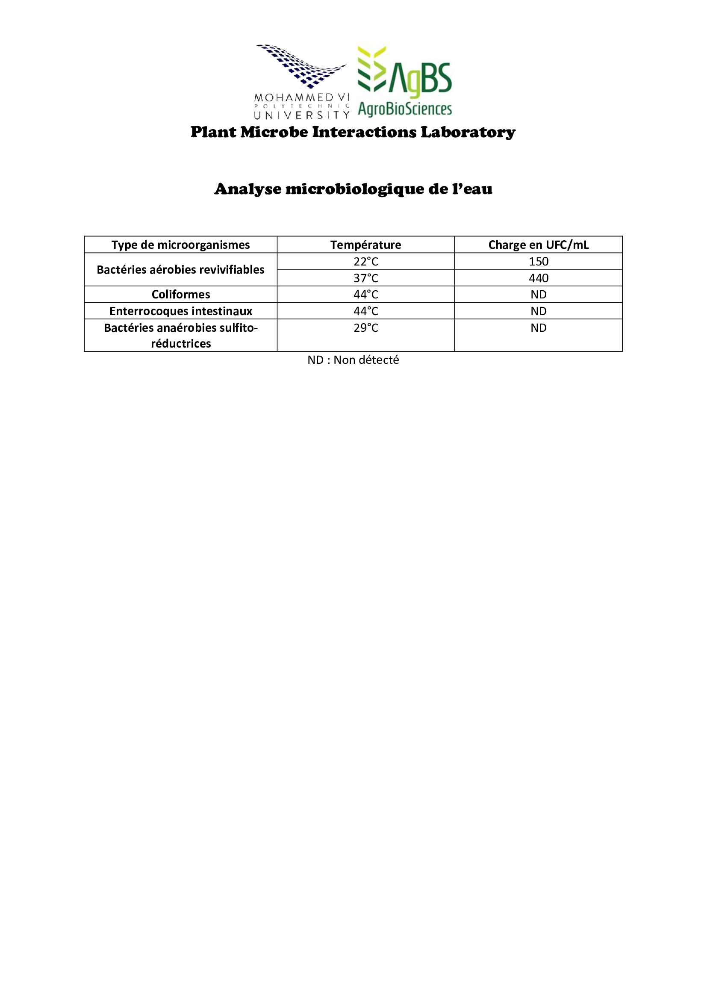 MOHAMMED VI
POLYTECHNIC
UNIVERSITY
AgBS
AgroBioSciences
Plant Microbe Interactions Laboratory
Analyse microbiologique de l’eau
Type de microorganismes Température Charge en UFC/mL
Bactéries aérobies revivifiables
22°C 150
37°C 440
Coliformes 44°C ND
Enterrocoques intestinaux 44°C ND
Bactéries anaérobies sulfito- 29°C ND
réductrices
ND : Non détecté